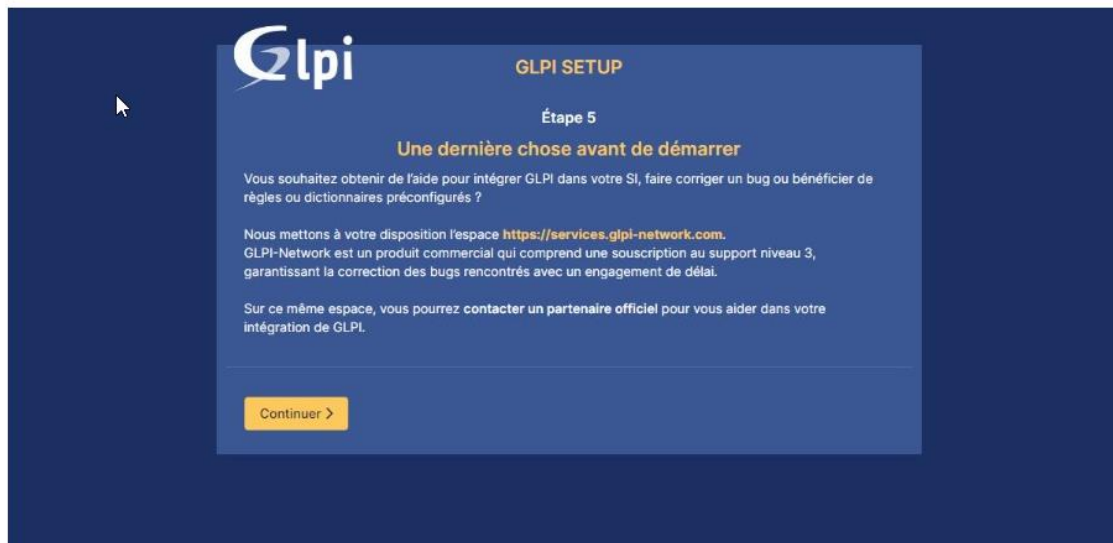 Glpi
GLPI SETUP
Étape 5
Une dernière chose avant de démarrer
Vous souhaitez obtenir de l'aide pour intégrer GLPI dans votre SI, faire corriger un bug ou bénéficier de
règles ou dictionnaires préconfigurés ?
Nous mettons à votre disposition l'espace https://services.glpi-network.com.
GLPI-Network est un produit commercial qui comprend une souscription au support niveau 3,
garantissant la correction des bugs rencontrés avec un engagement de délai.
Sur ce même espace, vous pourrez contacter un partenaire officiel pour vous aider dans votre
intégration de GLPI.
Continuer >